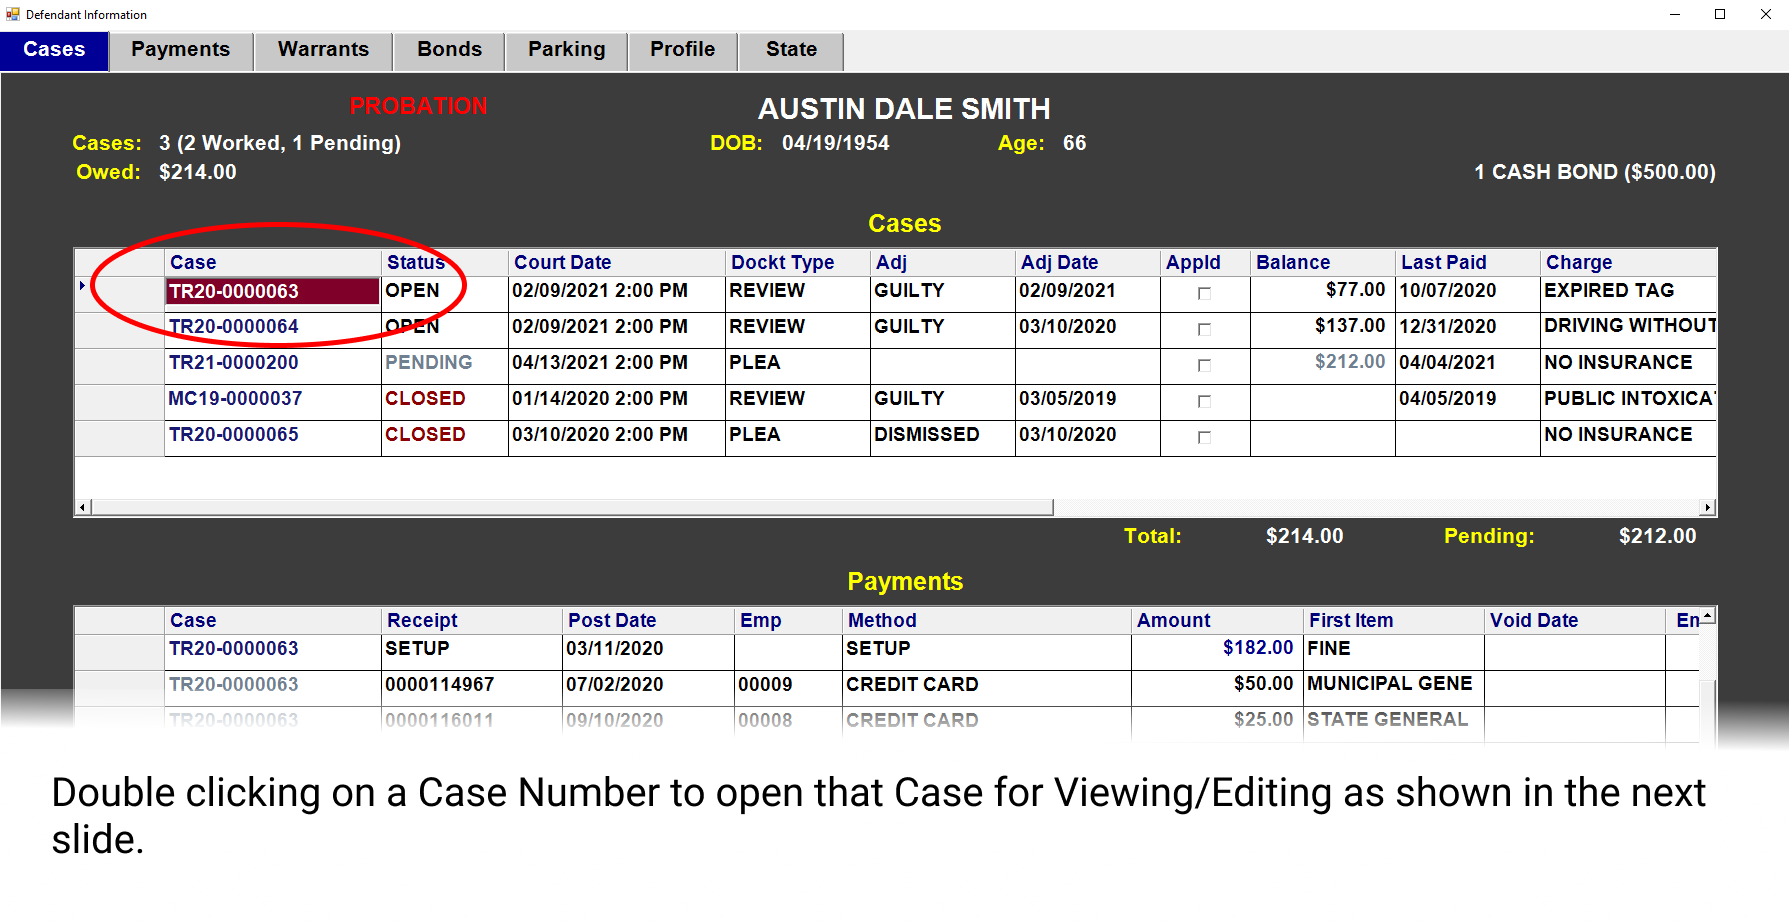 Defendant Information
Cases Payments Warrants Bonds Parking Profile State
PROBATION
AUSTIN DALE SMITH
Cases: 3 (2 Worked, 1 Pending) DOB: 04/19/1954 Age: 66
Owed: $214.00 1 CASH BOND ($500.00)
Cases
Case Status Court Date Dockt Type Adj Adj Date Appld Balance Last Paid Charge
TR20-0000063 OPEN 02/09/2021 2:00 PM REVIEW GUILTY 02/09/2021 $77.00 10/07/2020 EXPIRED TAG
TR20-0000064 OPEN 02/09/2021 2:00 PM REVIEW GUILTY 03/10/2020 $137.00 12/31/2020 DRIVING WITHOUT
TR21-0000200 PENDING 04/13/2021 2:00 PM PLEA $212.00 04/04/2021 NO INSURANCE
MC19-0000037 CLOSED 01/14/2020 2:00 PM REVIEW GUILTY 03/05/2019 04/05/2019 PUBLIC INTOXICA
TR20-0000065 CLOSED 03/10/2020 2:00 PM PLEA DISMISSED 03/10/2020 NO INSURANCE
Total: $214.00 Pending: $212.00
Payments
Case Receipt Post Date Emp Method Amount First Item Void Date En
TR20-0000063 SETUP 03/11/2020 SETUP $182.00 FINE
TR20-0000063 0000114967 07/02/2020 00009 CREDIT CARD $50.00 MUNICIPAL GENE
TR20-0000063 0000116011 09/10/2020 00008 CREDIT CARD $25.00 STATE GENERAL
Double clicking on a Case Number to open that Case for Viewing/Editing as shown in the next
slide.